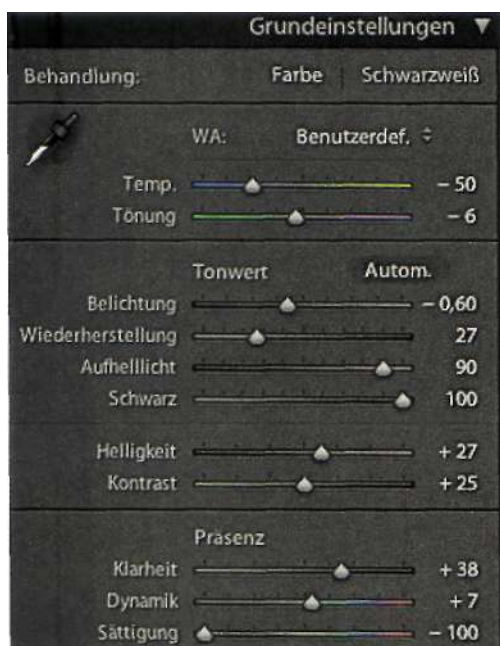 Grundeinstellungen
Behandlung: Farbe Schwarzweiß
WA: Benutzerdef.
Temp. – 50
Tönung – 6
Tonwert Autom.
Belichtung – 0,60
Wiederherstellung 27
Aufhelllicht 90
Schwarz 100
Helligkeit + 27
Kontrast + 25
Präsenz
Klarheit + 38
Dynamik + 7
Sättigung – 100